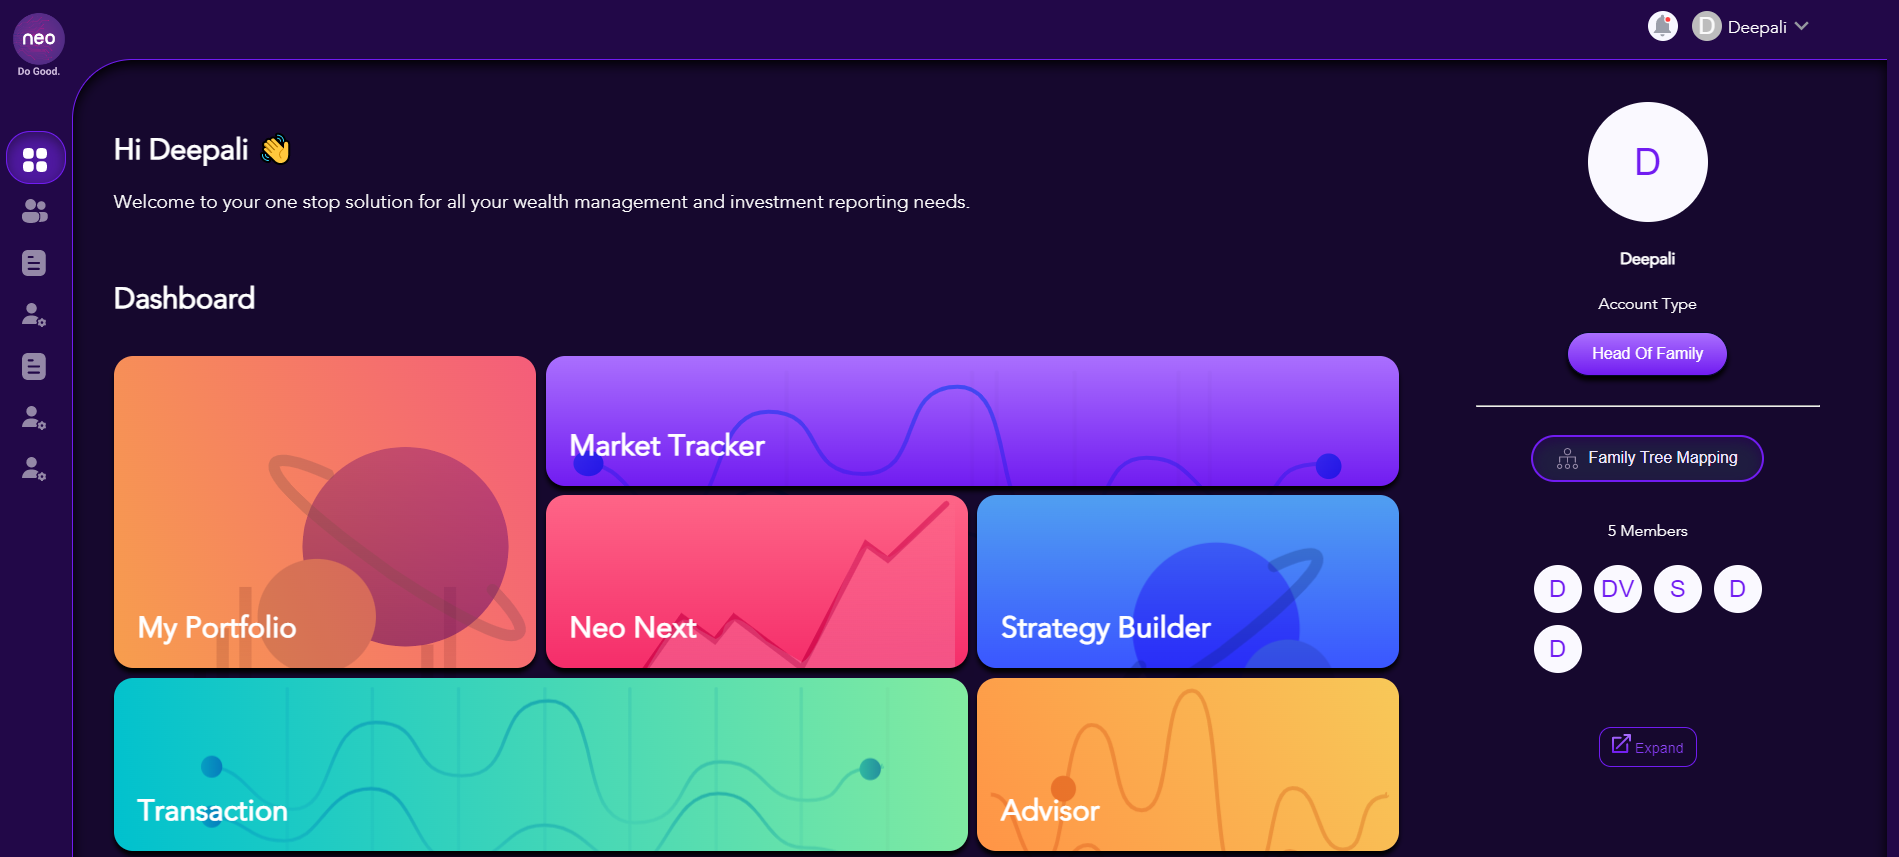 neo
Do Good.
D Deepali
Hi Deepali
Welcome to your one stop solution for all your wealth management and investment reporting needs.
Dashboard
My Portfolio
Market Tracker
Neo Next
Strategy Builder
Transaction
Advisor
D
Deepali
Account Type
Head Of Family
Family Tree Mapping
5 Members
D DV S D
D
Expand